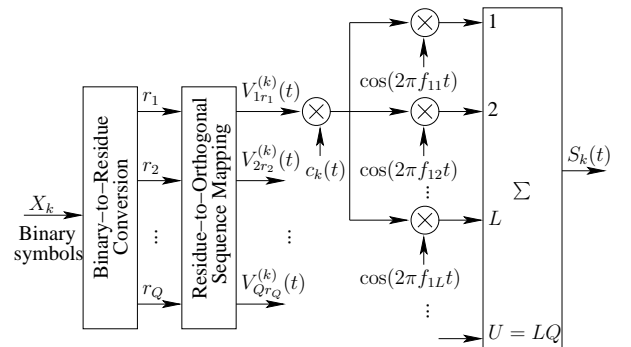 X_k
Binary
symbols
Binary–to–Residue
Conversion
r_1
r_2
...
r_Q
Residue–to–Orthogonal
Sequence Mapping
V_{1r_1}^{(k)}(t)
V_{2r_2}^{(k)}(t)
...
V_{Qr_Q}^{(k)}(t)
c_k(t)
cos(2πf_{11}t)
cos(2πf_{12}t)
...
cos(2πf_{1L}t)
...
1
2
L
U = LQ
Σ
S_k(t)